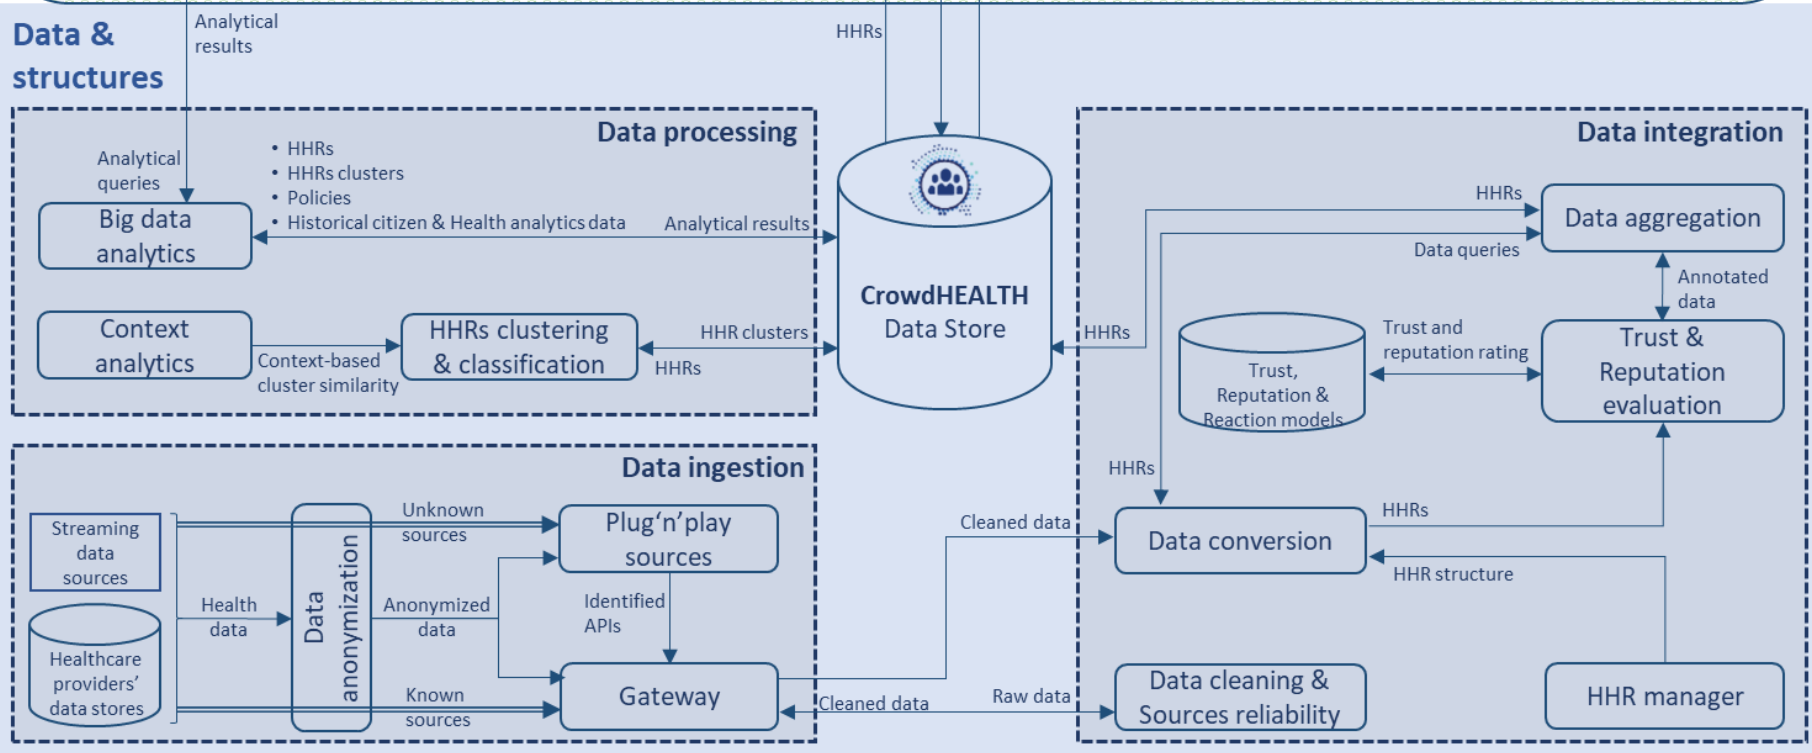 Data &
structures
Analytical
results
HHRs
Data processing
Analytical
queries
• HHRs
• HHRs clusters
• Policies
• Historical citizen & Health analytics data
Analytical results
Big data
analytics
Context
analytics
Context-based
cluster similarity
HHRs clustering
& classification
HHR clusters
HHRs
CrowdHEALTH
Data Store
Data integration
HHRs
Data aggregation
Data queries
Annotated
data
HHRs
Trust and
reputation rating
Trust,
Reputation &
Reaction models
Trust &
Reputation
evaluation
HHRs
Data ingestion
Streaming
data
sources
Healthcare
providers’
data stores
Health
data
Data
anonymization
Unknown
sources
Anonymized
data
Known
sources
Plug‘n’play
sources
Identified
APIs
Gateway
Cleaned data
Cleaned data
Raw data
Data conversion
HHRs
HHR structure
Data cleaning &
Sources reliability
HHR manager